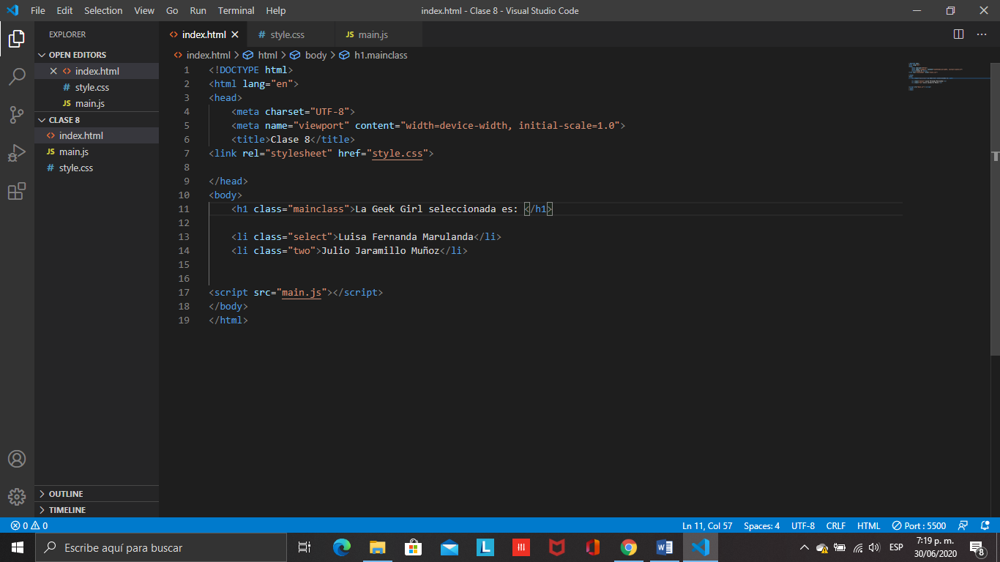 File Edit Selection View Go Run Terminal Help index.html - Clase 8 - Visual Studio Code
EXPLORER
OPEN EDITORS
index.html
style.css
main.js
CLASE 8
index.html
main.js
style.css
OUTLINE
TIMELINE
index.html style.css main.js
index.html > html > body > h1.mainclass
1 <!DOCTYPE html>
2 <html lang="en">
3 <head>
4 <meta charset="UTF-8">
5 <meta name="viewport" content="width=device-width, initial-scale=1.0">
6 <title>Clase 8</title>
7 <link rel="stylesheet" href="style.css">
8
9 </head>
10 <body>
11 <h1 class="mainclass">La Geek Girl seleccionada es: </h1>
12
13 <li class="select">Luisa Fernanda Marulanda</li>
14 <li class="two">Julio Jaramillo Muñoz</li>
15
16
17 <script src="main.js"></script>
18 </body>
19 </html>
0 0 Ln 11, Col 57 Spaces: 4 UTF-8 CRLF HTML Port : 5500
Escribe aquí para buscar
ESP
7:19 p. m.
30/06/2020
8